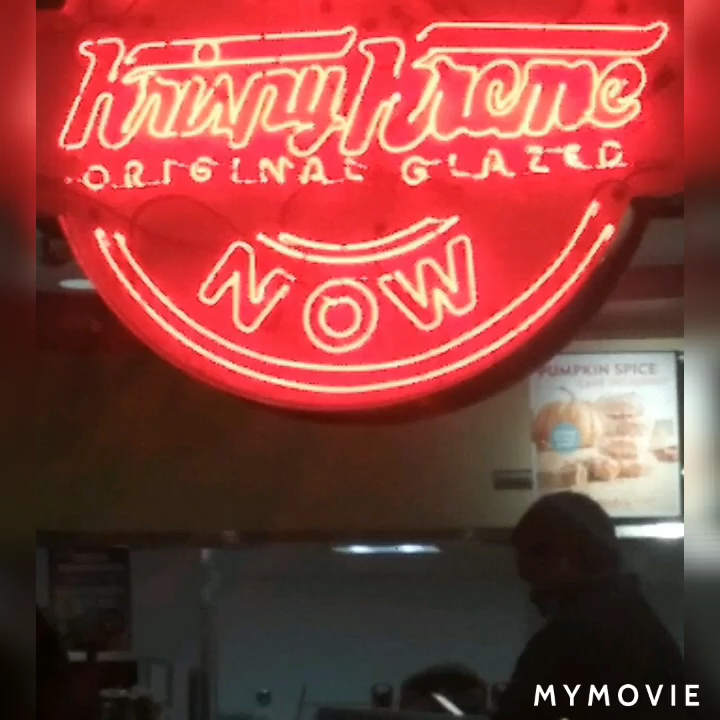 Krispy Kreme
ORIGINAL GLAZED
NOW
PUMPKIN SPICE
MYMOVIE